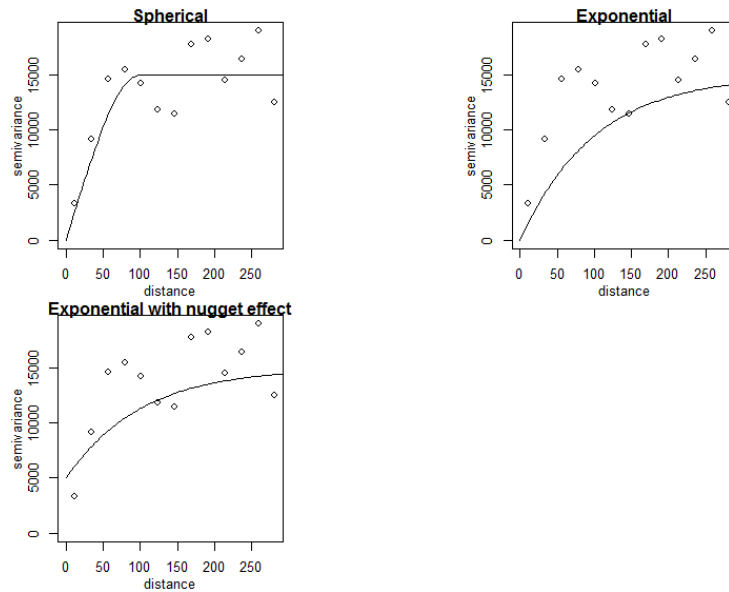 Spherical
semivariance
0 5000 10000 15000
0 50 100 150 200 250
distance
Exponential
semivariance
0 5000 10000 15000
0 50 100 150 200 250
distance
Exponential with nugget effect
semivariance
0 5000 10000 15000
0 50 100 150 200 250
distance